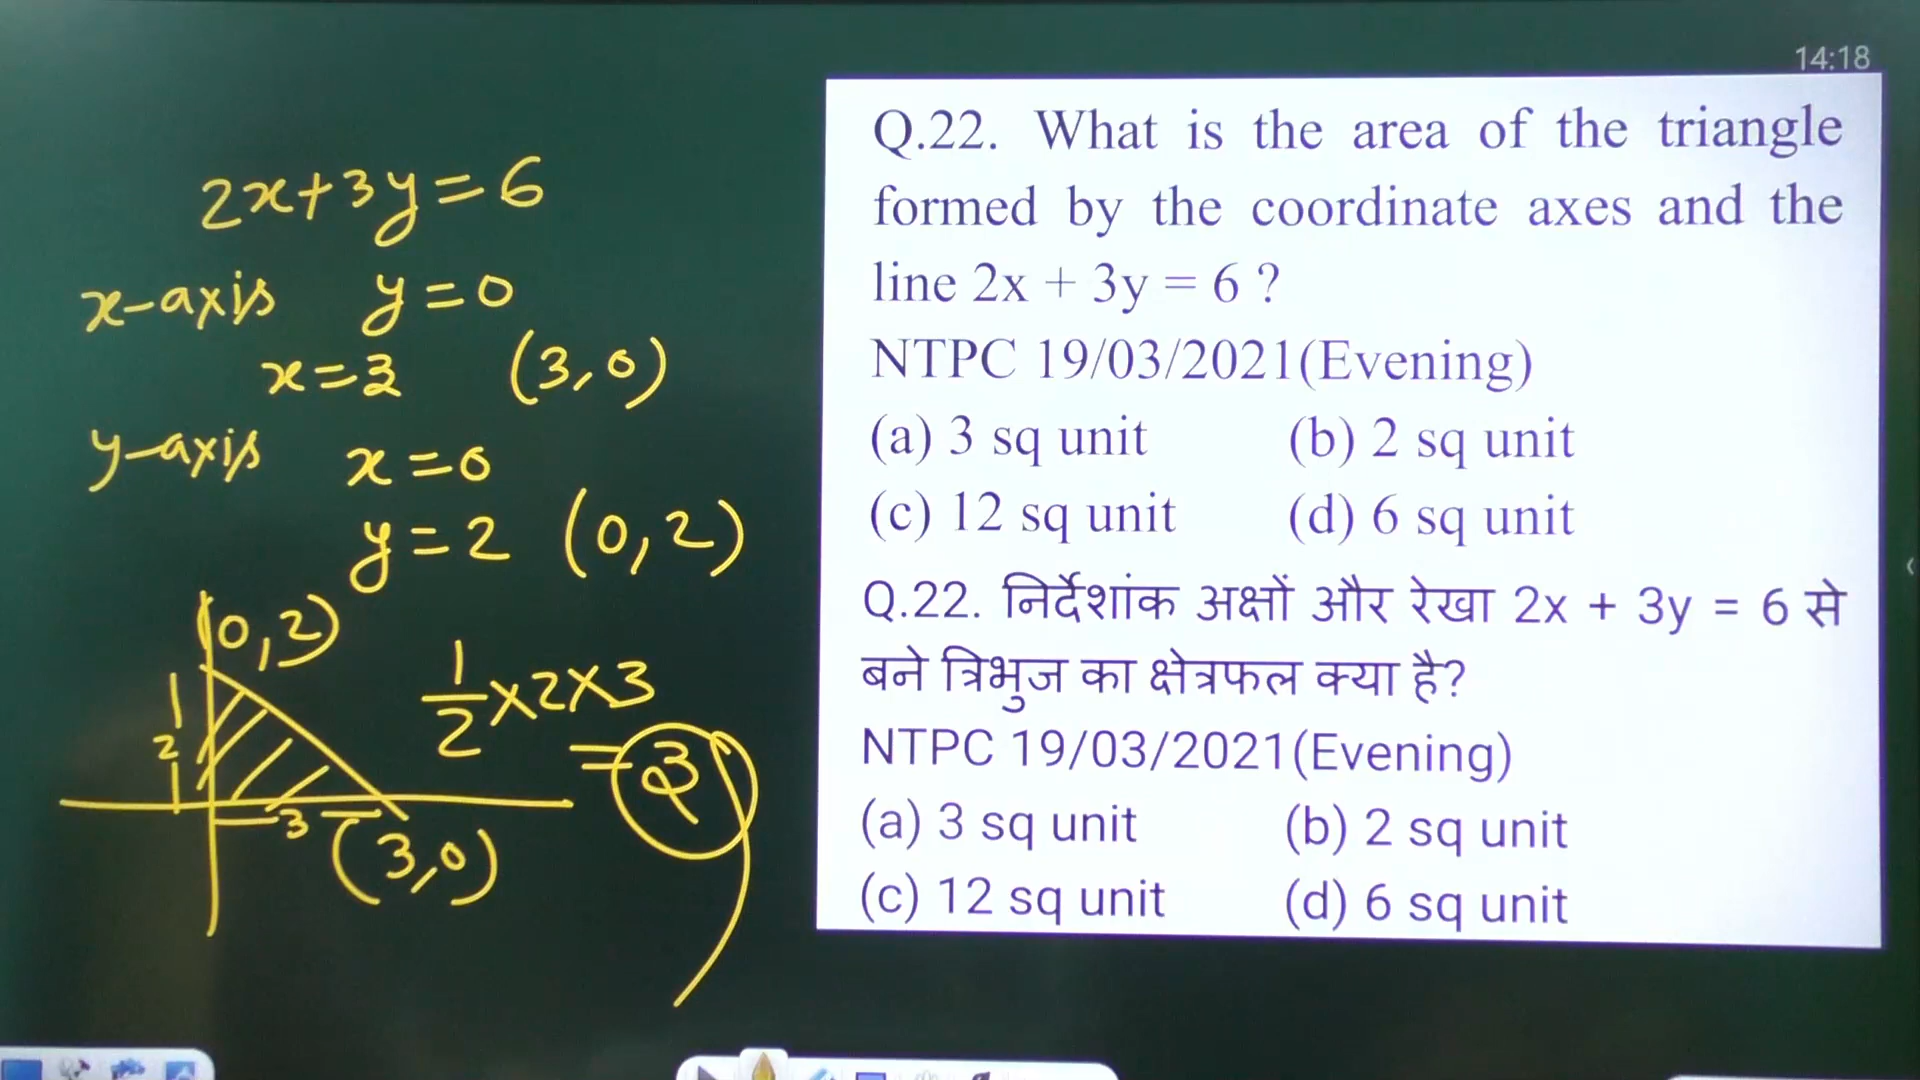 14:18
2x+3y=6
x-axis y=0
x=3 (3,0)
y-axis x=0
y=2 (0,2)
(0,2)
2
3
(3,0)
1/2×2×3
=3
Q.22. What is the area of the triangle
formed by the coordinate axes and the
line 2x + 3y = 6 ?
NTPC 19/03/2021(Evening)
(a) 3 sq unit (b) 2 sq unit
(c) 12 sq unit (d) 6 sq unit
Q.22. निर्देशांक अक्षों और रेखा 2x + 3y = 6 से
बने त्रिभुज का क्षेत्रफल क्या है?
NTPC 19/03/2021(Evening)
(a) 3 sq unit (b) 2 sq unit
(c) 12 sq unit (d) 6 sq unit